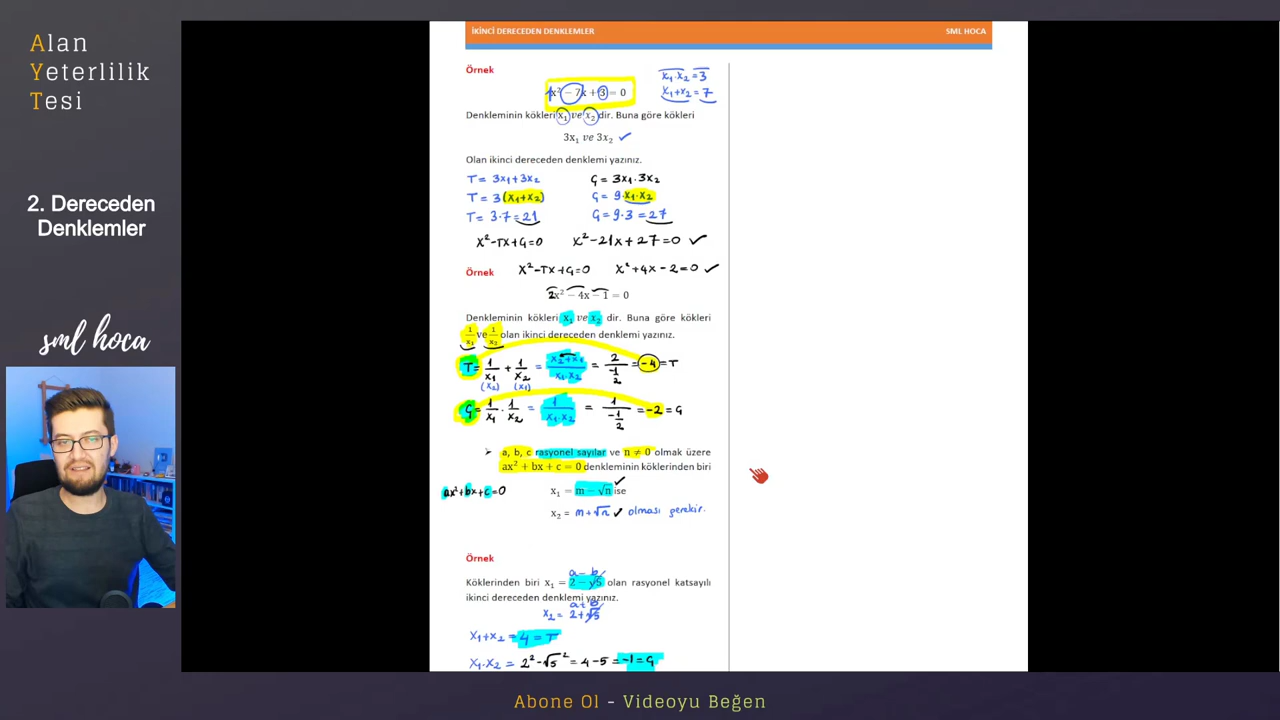 Alan
Yeterlilik
Tesi
2. Dereceden
Denklemler
sml hoca
İKİNCİ DERECEDEN DENKLEMLER SML HOCA
Örnek
1x² − 7x + 3 = 0
x₁.x₂ = 3
x₁+x₂ = 7
Denkleminin kökleri x₁ ve x₂ dir. Buna göre kökleri
3x₁ ve 3x₂ ✓
Olan ikinci dereceden denklemi yazınız.
T = 3x₁+3x₂ Ç = 3x₁.3x₂
T = 3(x₁+x₂) Ç = 9.x₁.x₂
T = 3.7 = 21 Ç = 9.3 = 27
x²-Tx+Ç=0 x²-21x+27=0 ✓
Örnek x²-Tx+Ç=0 x²+4x-2=0 ✓
2x² − 4x − 1 = 0
Denkleminin kökleri x₁ ve x₂ dir. Buna göre kökleri
1/x₁ ve 1/x₂ olan ikinci dereceden denklemi yazınız.
T = 1/x₁ + 1/x₂ = x₂+x₁/x₁.x₂ = 2/-1/2 = -4 = T
(x₂) (x₁)
Ç = 1/x₁ . 1/x₂ = 1/x₁.x₂ = 1/-1/2 = -2 = Ç
➢ a, b, c rasyonel sayılar ve n ≠ 0 olmak üzere
ax² + bx + c = 0 denkleminin köklerinden biri
ax²+bx+c=0 x₁ = m − √n ise ✓
x₂ = m + √n ✓ olması gerekir.
Örnek
a - b
Köklerinden biri x₁ = 2 − √5 olan rasyonel katsayılı
ikinci dereceden denklemi yazınız.
a + b
x₂ = 2+√5
x₁+x₂ = 4 = T
x₁.x₂ = 2²-√5² = 4-5 = -1 = Ç
Abone Ol - Videoyu Beğen